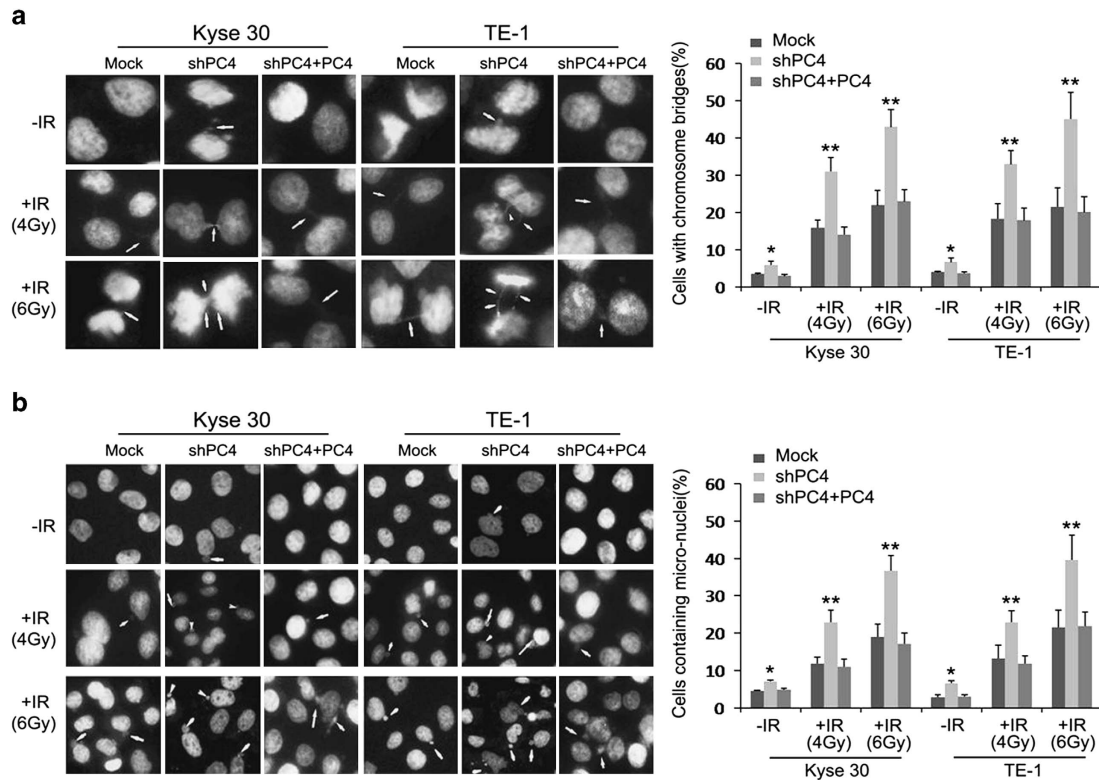 a
Kyse 30 TE-1
Mock shPC4 shPC4+PC4 Mock shPC4 shPC4+PC4
-IR
+IR
(4Gy)
+IR
(6Gy)
Mock
shPC4
shPC4+PC4
Cells with chromosome bridges(%)
60
50
40
30
20
10
0
* ** ** * ** **
-IR +IR +IR -IR +IR +IR
(4Gy) (6Gy) (4Gy) (6Gy)
Kyse 30 TE-1
b
Kyse 30 TE-1
Mock shPC4 shPC4+PC4 Mock shPC4 shPC4+PC4
-IR
+IR
(4Gy)
+IR
(6Gy)
Mock
shPC4
shPC4+PC4
Cells containing micro-nuclei(%)
60
50
40
30
20
10
0
* ** ** * ** **
-IR +IR +IR -IR +IR +IR
(4Gy) (6Gy) (4Gy) (6Gy)
Kyse 30 TE-1